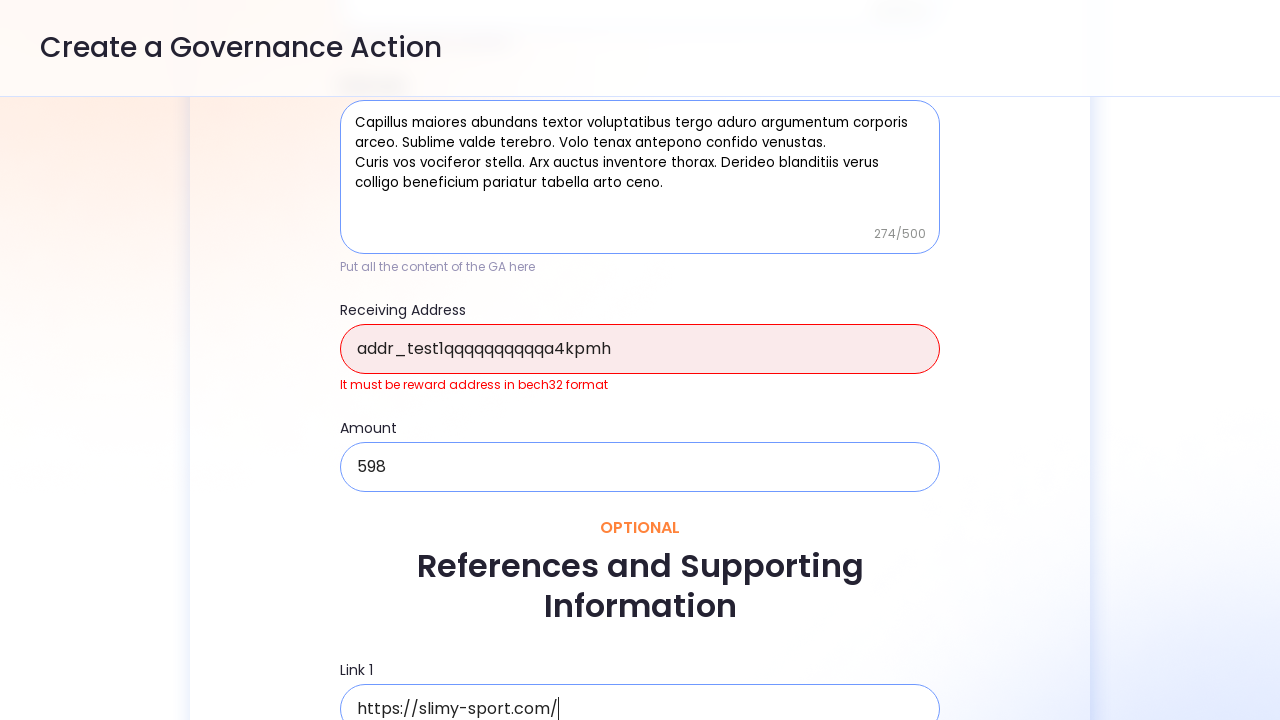 Create a Governance Action
Capillus maiores abundans textor voluptatibus tergo aduro argumentum corporis
arceo. Sublime valde terebro. Volo tenax antepono confido venustas.
Curis vos vociferor stella. Arx auctus inventore thorax. Derideo blanditiis verus
colligo beneficium pariatur tabella arto ceno.
274/500
Put all the content of the GA here
Receiving Address
addr_test1qqqqqqqqqqa4kpmh
It must be reward address in bech32 format
Amount
598
OPTIONAL
References and Supporting
Information
Link 1
https://slimy-sport.com/